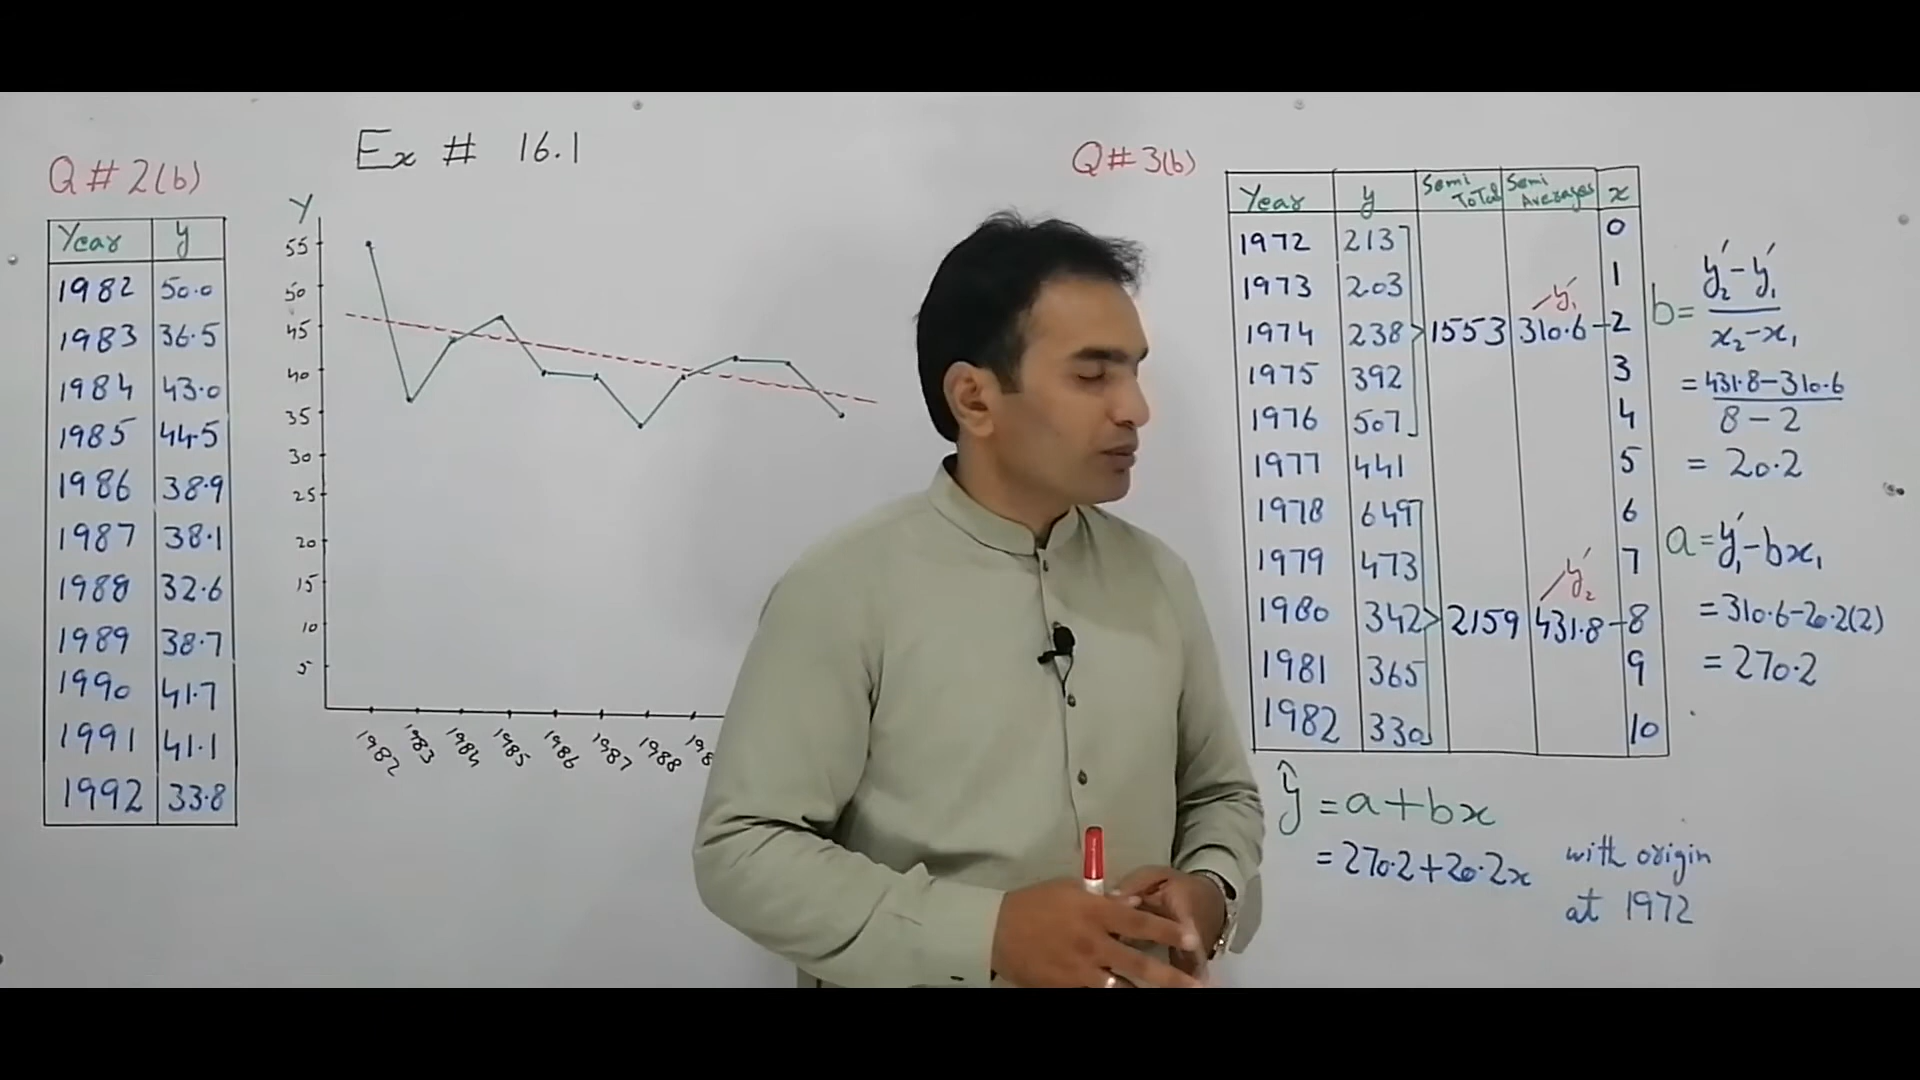 Ex # 16.1
Q # 2(b)
Year y
1982 50.0
1983 36.5
1984 43.0
1985 44.5
1986 38.9
1987 38.1
1988 32.6
1989 38.7
1990 41.7
1991 41.1
1992 33.8
Y
55
50
45
40
35
30
25
20
15
10
5
1982 1983 1984 1985 1986 1987 1988 198
Q # 3(b)
Year y Semi Total Semi Averages x
1972 213 0
1973 203 1
1974 238 1553 310.6 2
1975 392 3
1976 507 4
1977 441 5
1978 649 6
1979 473 7
1980 342 2159 431.8 8
1981 365 9
1982 330 10
y'₁
y'₂
b = y'₂ - y'₁
x₂ - x₁
= 431.8 - 310.6
8 - 2
= 20.2
a = y'₁ - bx₁
= 310.6 - 20.2(2)
= 270.2
ŷ = a + bx
= 270.2 + 20.2x with origin
at 1972